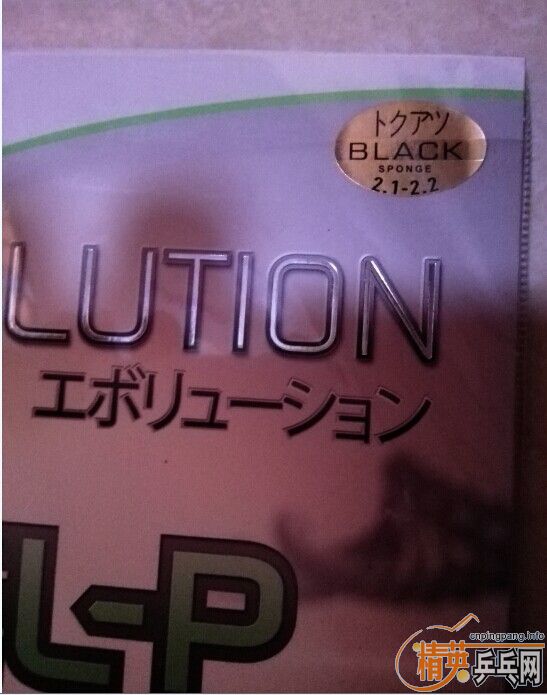 トクアツ
BLACK
SPONGE
2.1-2.2
LUTION
エボリューション
L-P
cnpingpang.info
精英乒乓网